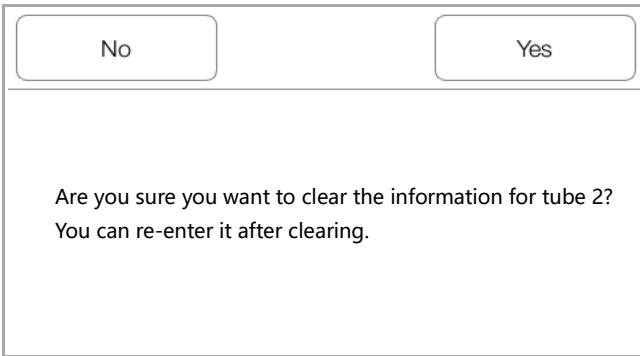 No
Yes
Are you sure you want to clear the information for tube 2?
You can re-enter it after clearing.